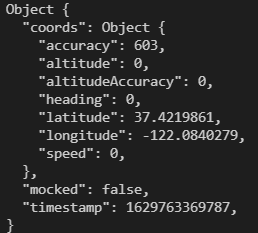 Object {
  "coords": Object {
    "accuracy": 603,
    "altitude": 0,
    "altitudeAccuracy": 0,
    "heading": 0,
    "latitude": 37.4219861,
    "longitude": -122.0840279,
    "speed": 0,
  },
  "mocked": false,
  "timestamp": 1629763369787,
}